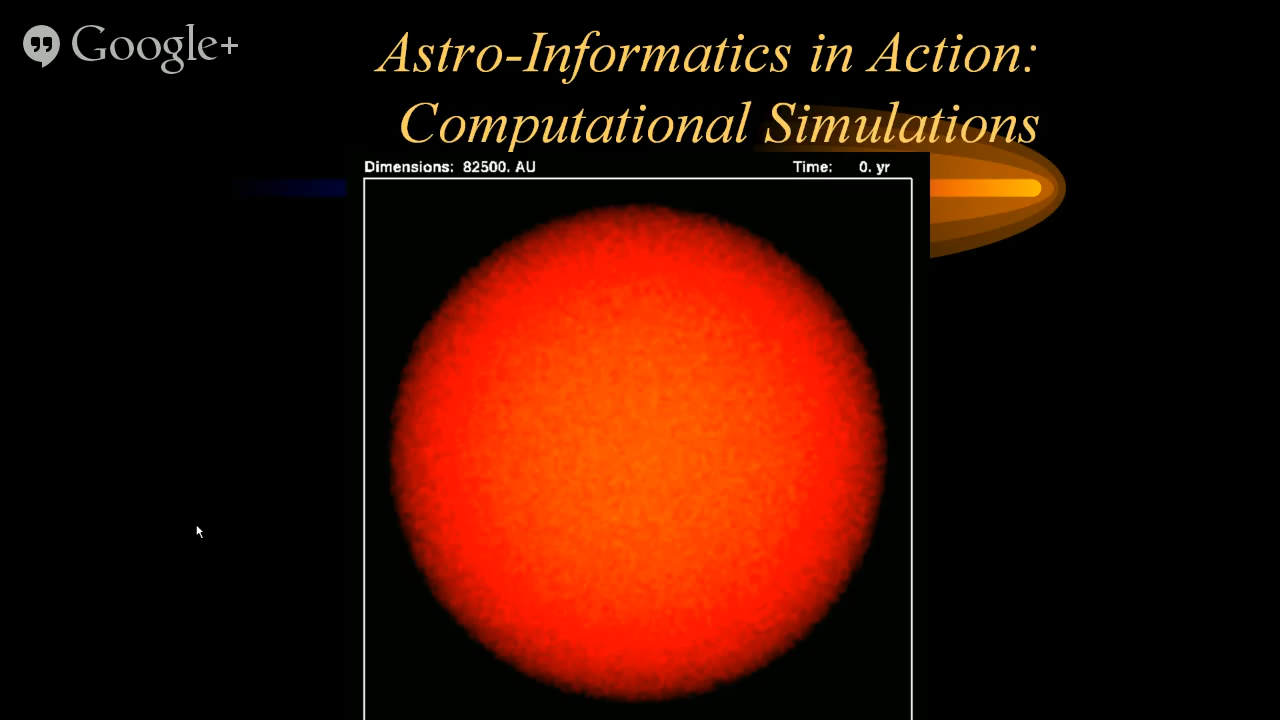 Google+
Astro-Informatics in Action:
Computational Simulations
Dimensions: 82500. AU Time: 0. yr